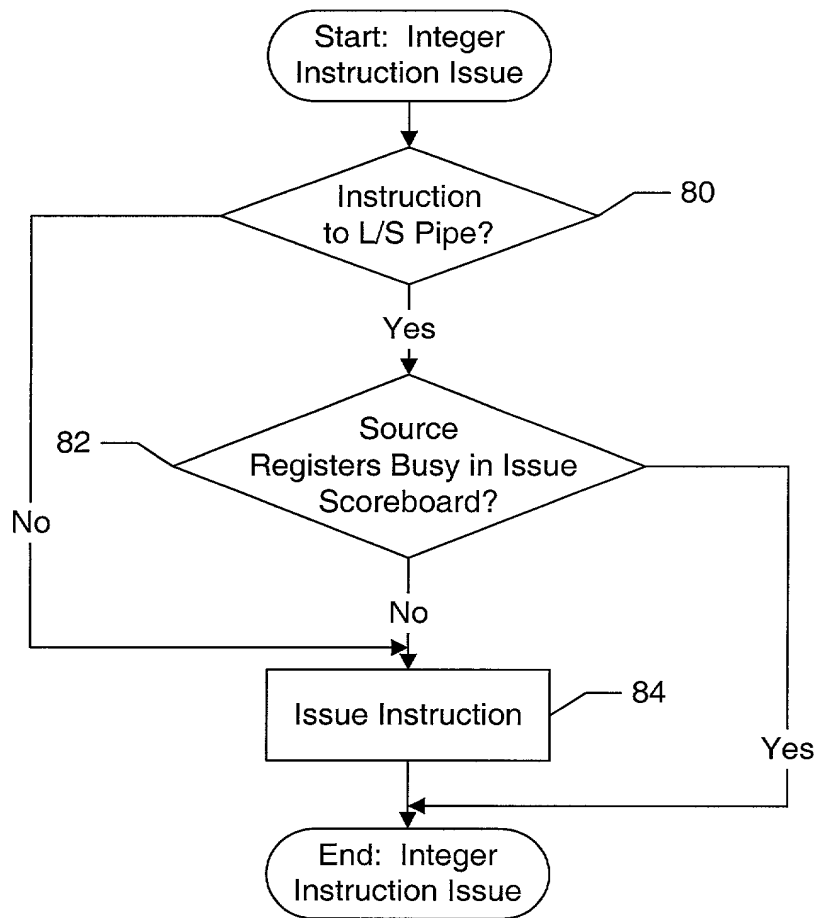 Start: Integer
Instruction Issue
Instruction
to L/S Pipe?
80
Yes
82
Source
Registers Busy in Issue
Scoreboard?
No
No
Issue Instruction
84
Yes
End: Integer
Instruction Issue